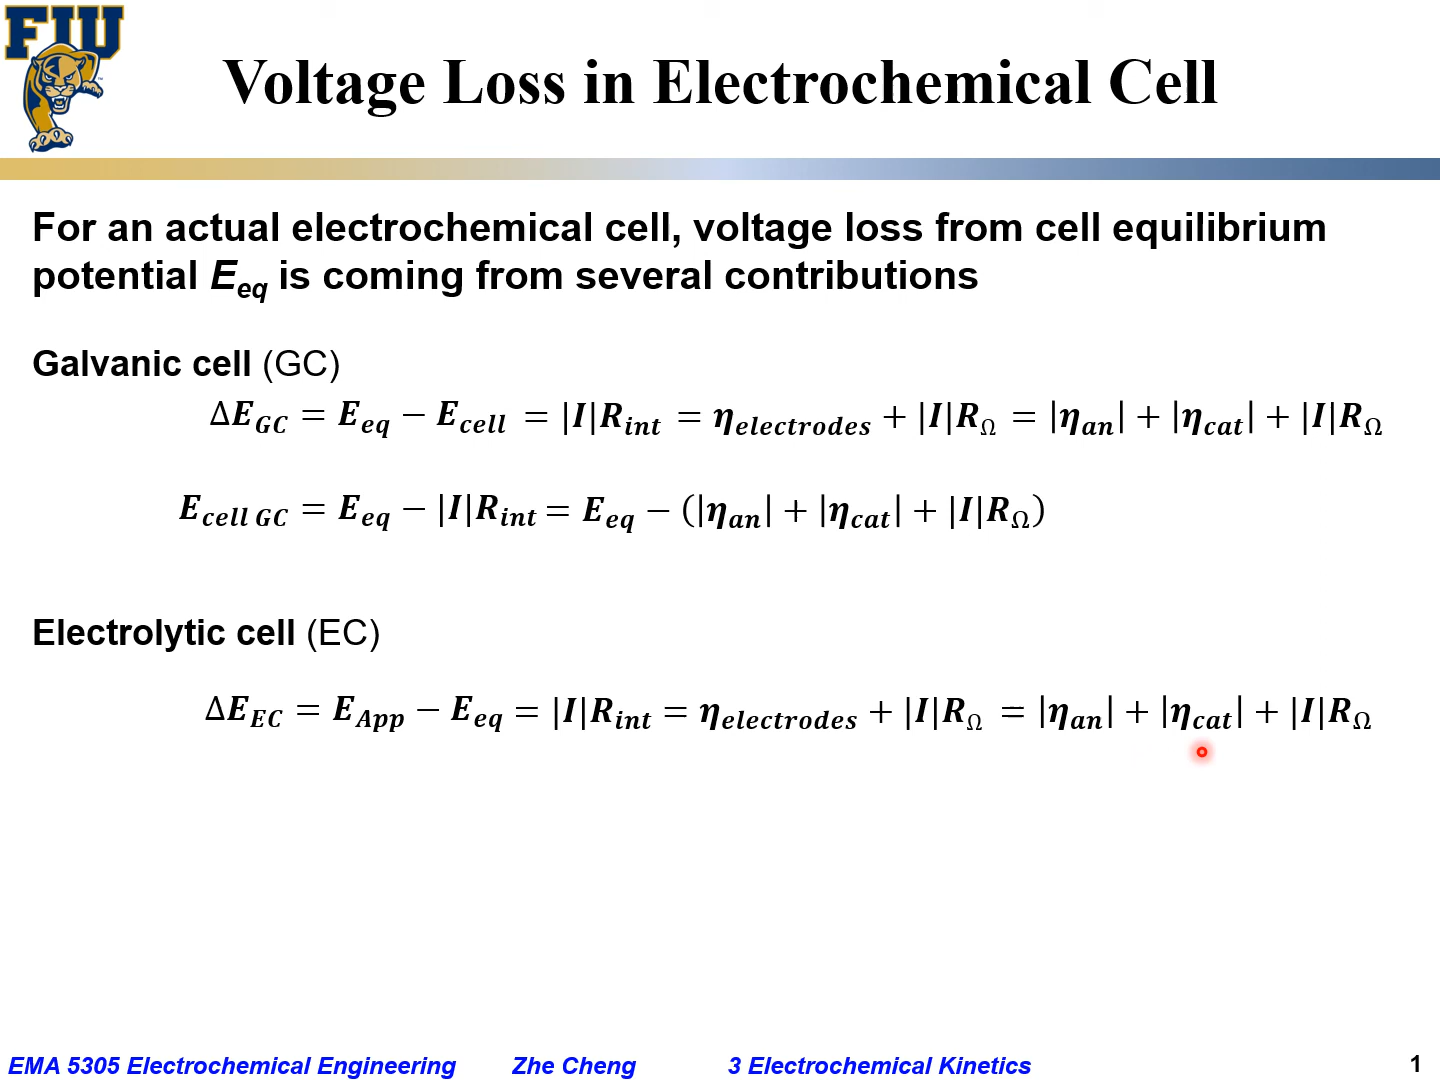 FIU
Voltage Loss in Electrochemical Cell
For an actual electrochemical cell, voltage loss from cell equilibrium
potential E_eq is coming from several contributions
Galvanic cell (GC)
ΔE_GC = E_eq − E_cell = |I|R_int = η_electrodes + |I|R_Ω = |η_an| + |η_cat| + |I|R_Ω
E_cell GC = E_eq − |I|R_int = E_eq − (|η_an| + |η_cat| + |I|R_Ω)
Electrolytic cell (EC)
ΔE_EC = E_App − E_eq = |I|R_int = η_electrodes + |I|R_Ω = |η_an| + |η_cat| + |I|R_Ω
EMA 5305 Electrochemical Engineering Zhe Cheng 3 Electrochemical Kinetics 1